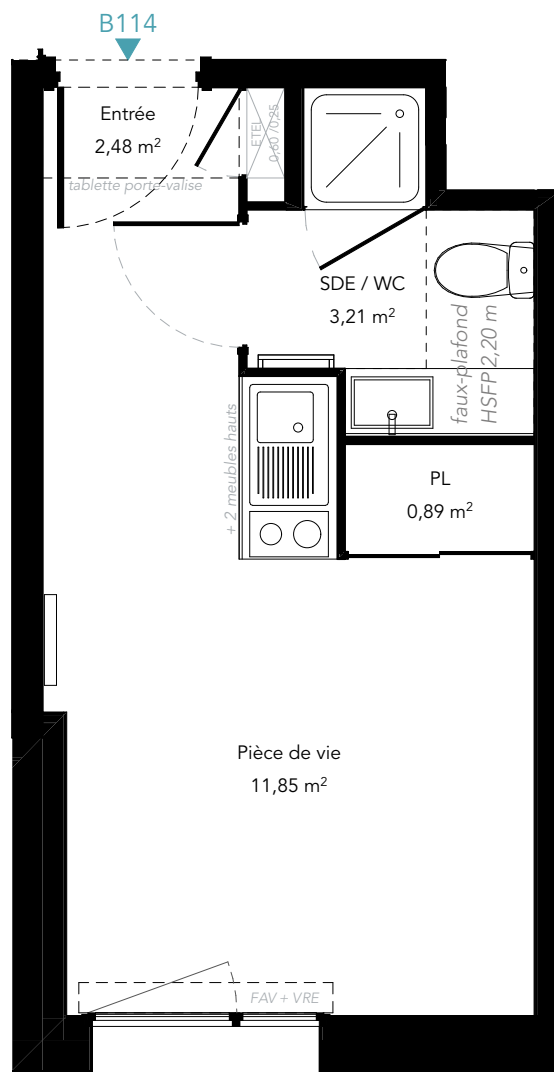 B114
Entrée
2,48 m²
ETEL
0,60 /0,25
tablette porte-valise
SDE / WC
3,21 m²
faux-plafond
HSFP 2,20 m
+ 2 meubles hauts
PL
0,89 m²
Pièce de vie
11,85 m²
FAV + VRE